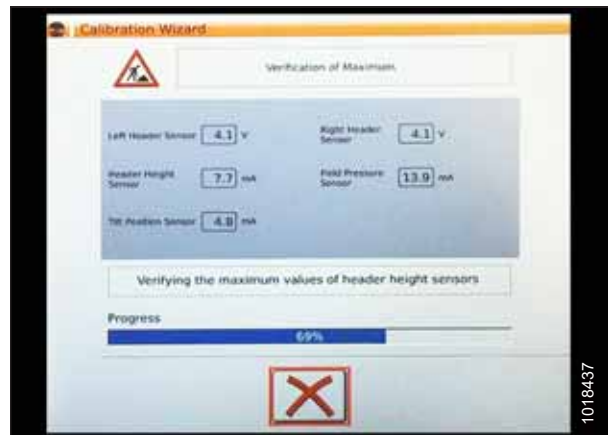 Calibration Wizard
Verification of Maximum
Left Header Sensor 4.1 V
Right Header
Sensor 4.1 V
Header Height
Sensor 7.7 mA
Field Pressure
Sensor 13.9 mA
Tilt Position Sensor 4.8 mA
Verifying the maximum values of header height sensors
Progress
69%
1018437